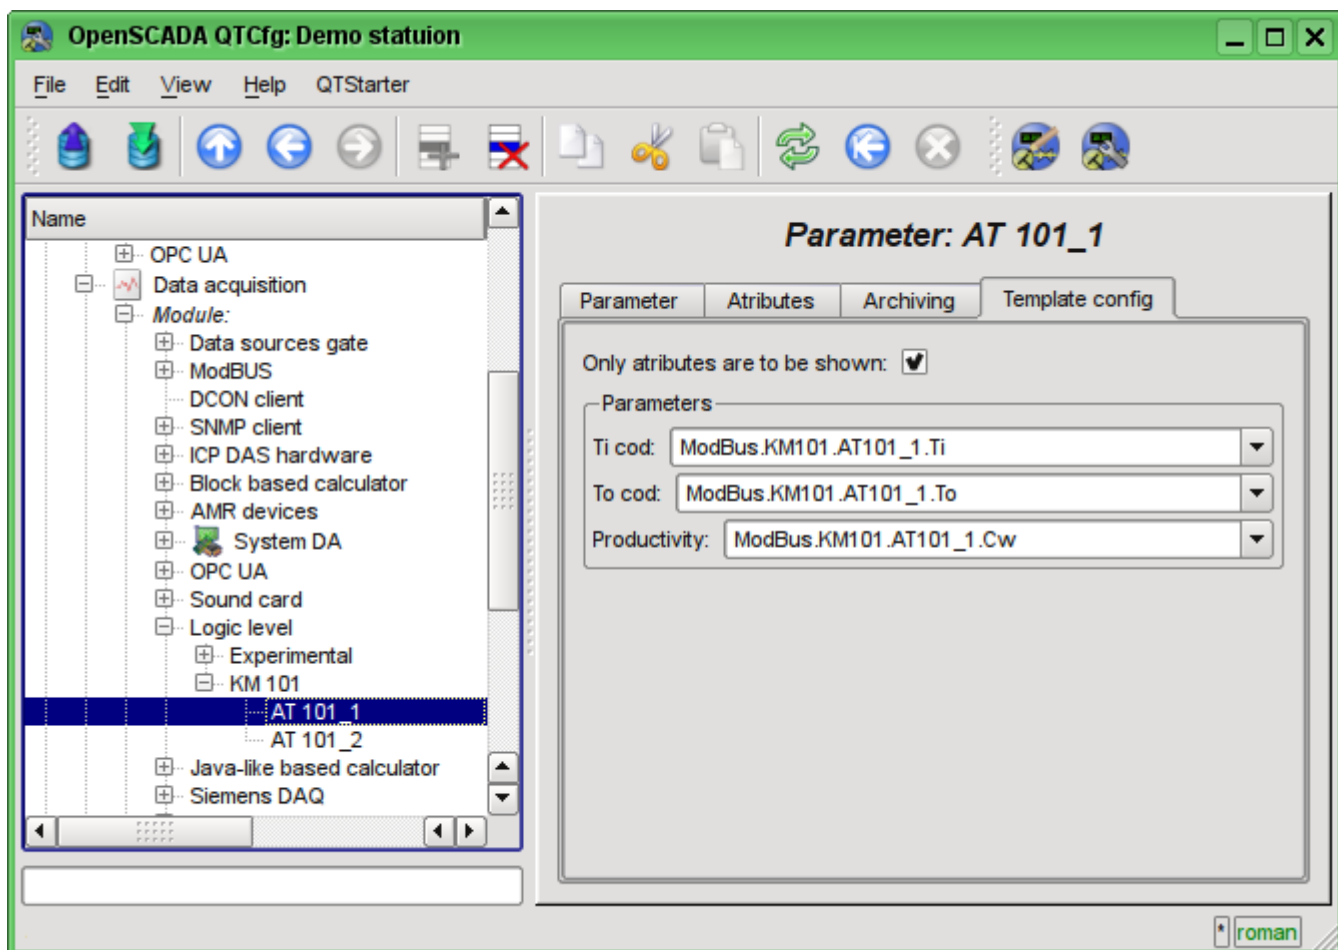 OpenSCADA QTCfg: Demo statuion
File Edit View Help QTStarter
Name
OPC UA
Data acquisition
Module:
Data sources gate
ModBUS
DCON client
SNMP client
ICP DAS hardware
Block based calculator
AMR devices
System DA
OPC UA
Sound card
Logic level
Experimental
KM 101
AT 101_1
AT 101_2
Java-like based calculator
Siemens DAQ
Parameter: AT 101_1
Parameter Atributes Archiving Template config
Only atributes are to be shown:
Parameters
Ti cod: ModBus.KM101.AT101_1.Ti
To cod: ModBus.KM101.AT101_1.To
Productivity: ModBus.KM101.AT101_1.Cw
* roman